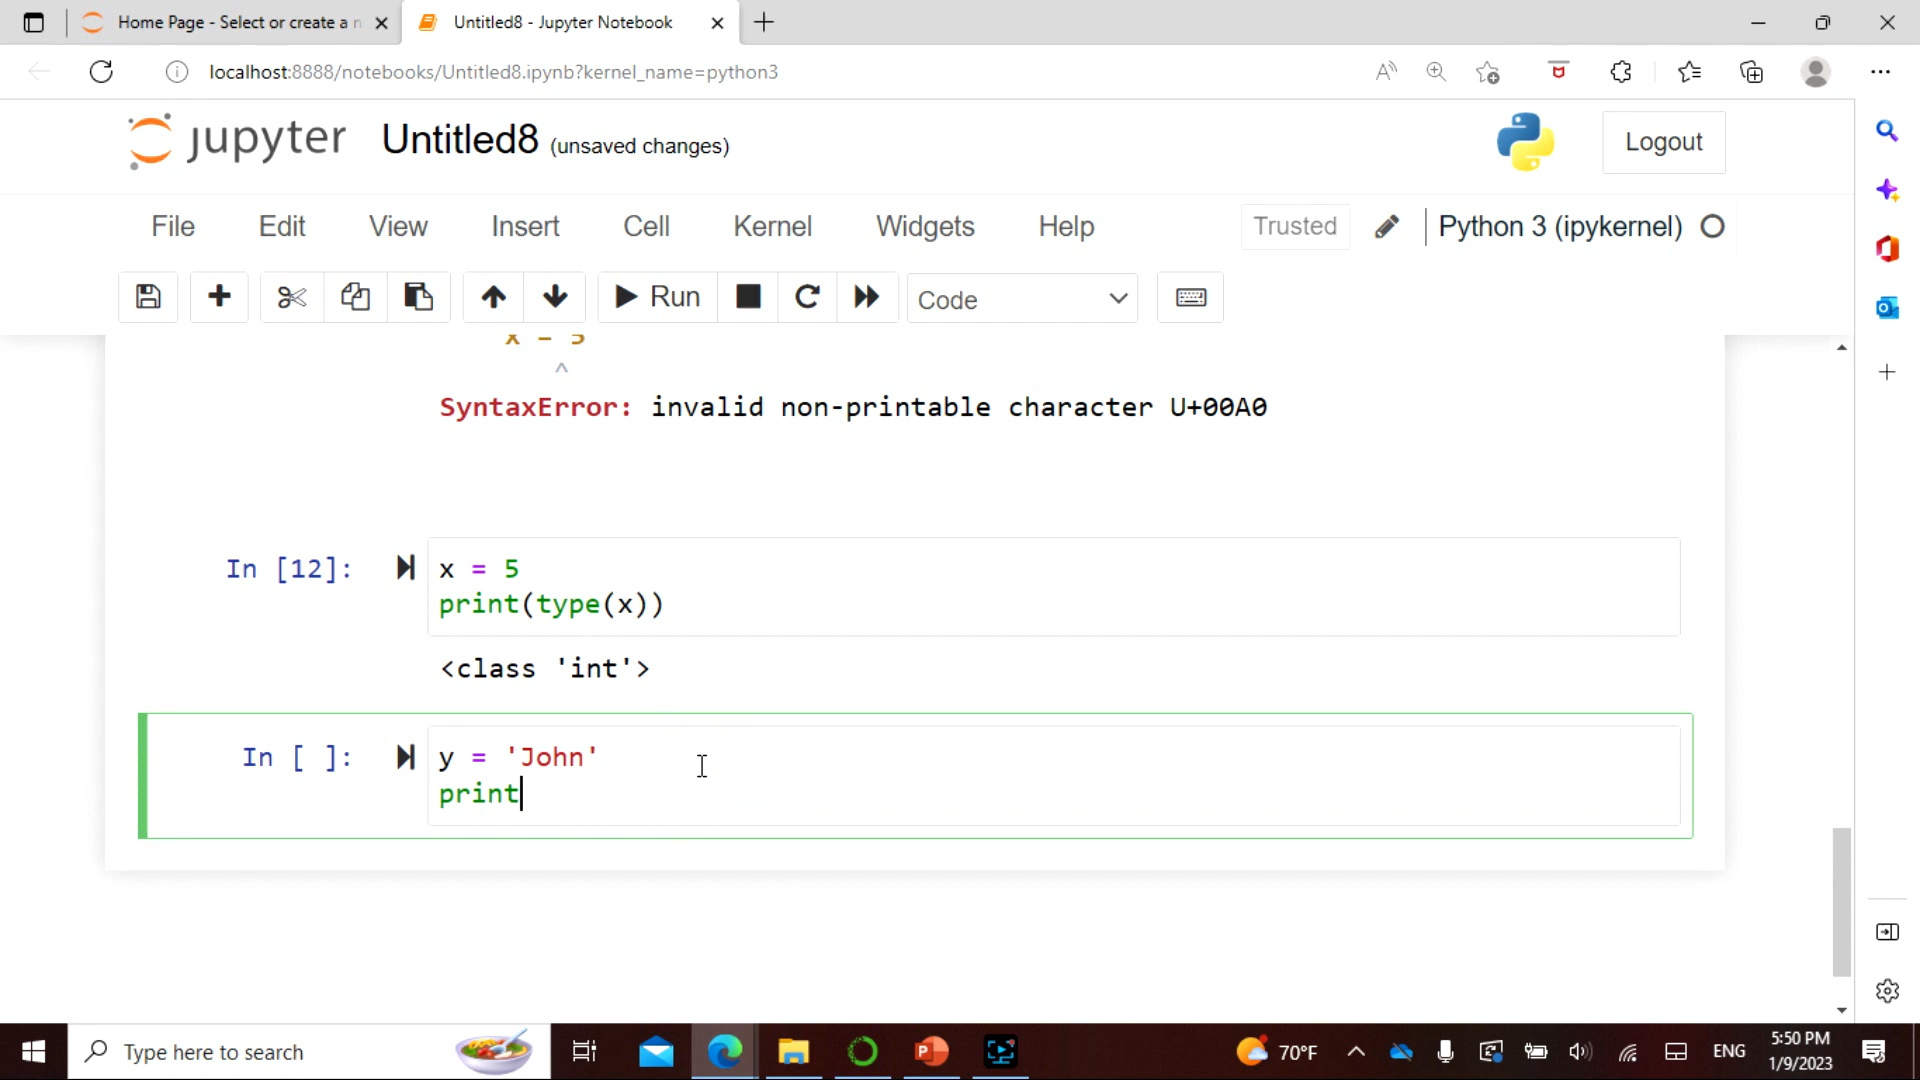 Home Page - Select or create a n
Untitled8 - Jupyter Notebook
localhost:8888/notebooks/Untitled8.ipynb?kernel_name=python3
jupyter Untitled8 (unsaved changes)
Logout
File Edit View Insert Cell Kernel Widgets Help
Trusted
Python 3 (ipykernel)
Run
Code
x = 5
^
SyntaxError: invalid non-printable character U+00A0
In [12]:
x = 5
print(type(x))
<class 'int'>
In [ ]:
y = 'John'
print
Type here to search
70°F
ENG
5:50 PM
1/9/2023